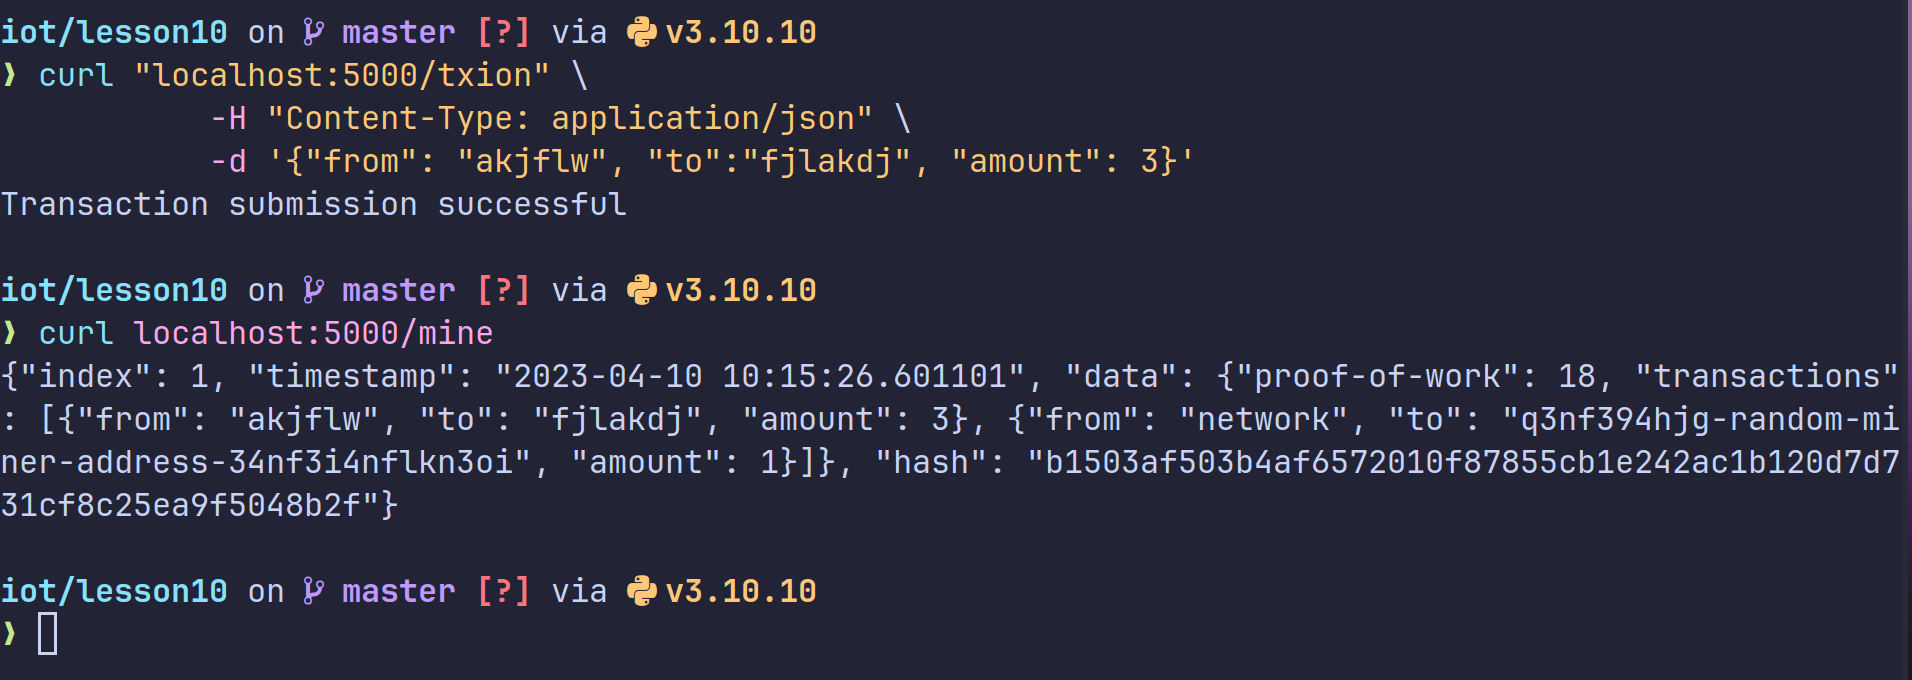 iot/lesson10 on master [?] via v3.10.10
❱ curl "localhost:5000/txion" \
-H "Content-Type: application/json" \
-d '{"from": "akjflw", "to":"fjlakdj", "amount": 3}'
Transaction submission successful
iot/lesson10 on master [?] via v3.10.10
❱ curl localhost:5000/mine
{"index": 1, "timestamp": "2023-04-10 10:15:26.601101", "data": {"proof-of-work": 18, "transactions"
: [{"from": "akjflw", "to": "fjlakdj", "amount": 3}, {"from": "network", "to": "q3nf394hjg-random-mi
ner-address-34nf3i4nflkn3oi", "amount": 1}]}, "hash": "b1503af503b4af6572010f87855cb1e242ac1b120d7d7
31cf8c25ea9f5048b2f"}
iot/lesson10 on master [?] via v3.10.10
❱